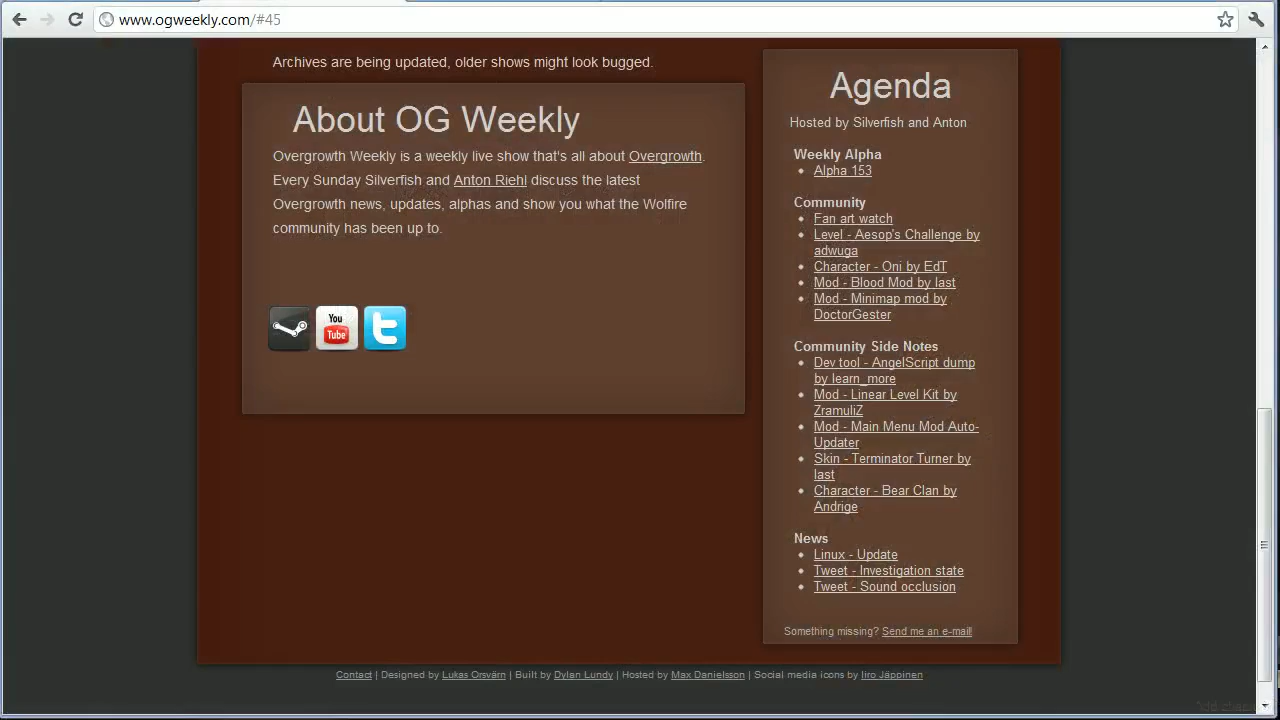 www.ogweekly.com/#45
Archives are being updated, older shows might look bugged.
About OG Weekly
Overgrowth Weekly is a weekly live show that's all about Overgrowth.
Every Sunday Silverfish and Anton Riehl discuss the latest
Overgrowth news, updates, alphas and show you what the Wolfire
community has been up to.
You
Tube
Agenda
Hosted by Silverfish and Anton
Weekly Alpha
Alpha 153
Community
Fan art watch
Level - Aesop's Challenge by
adwuga
Character - Oni by EdT
Mod - Blood Mod by last
Mod - Minimap mod by
DoctorGester
Community Side Notes
Dev tool - AngelScript dump
by learn_more
Mod - Linear Level Kit by
ZramuliZ
Mod - Main Menu Mod Auto-
Updater
Skin - Terminator Turner by
last
Character - Bear Clan by
Andrige
News
Linux - Update
Tweet - Investigation state
Tweet - Sound occlusion
Something missing? Send me an e-mail!
Contact | Designed by Lukas Orsvärn | Built by Dylan Lundy | Hosted by Max Danielsson | Social media icons by Iiro Jäppinen